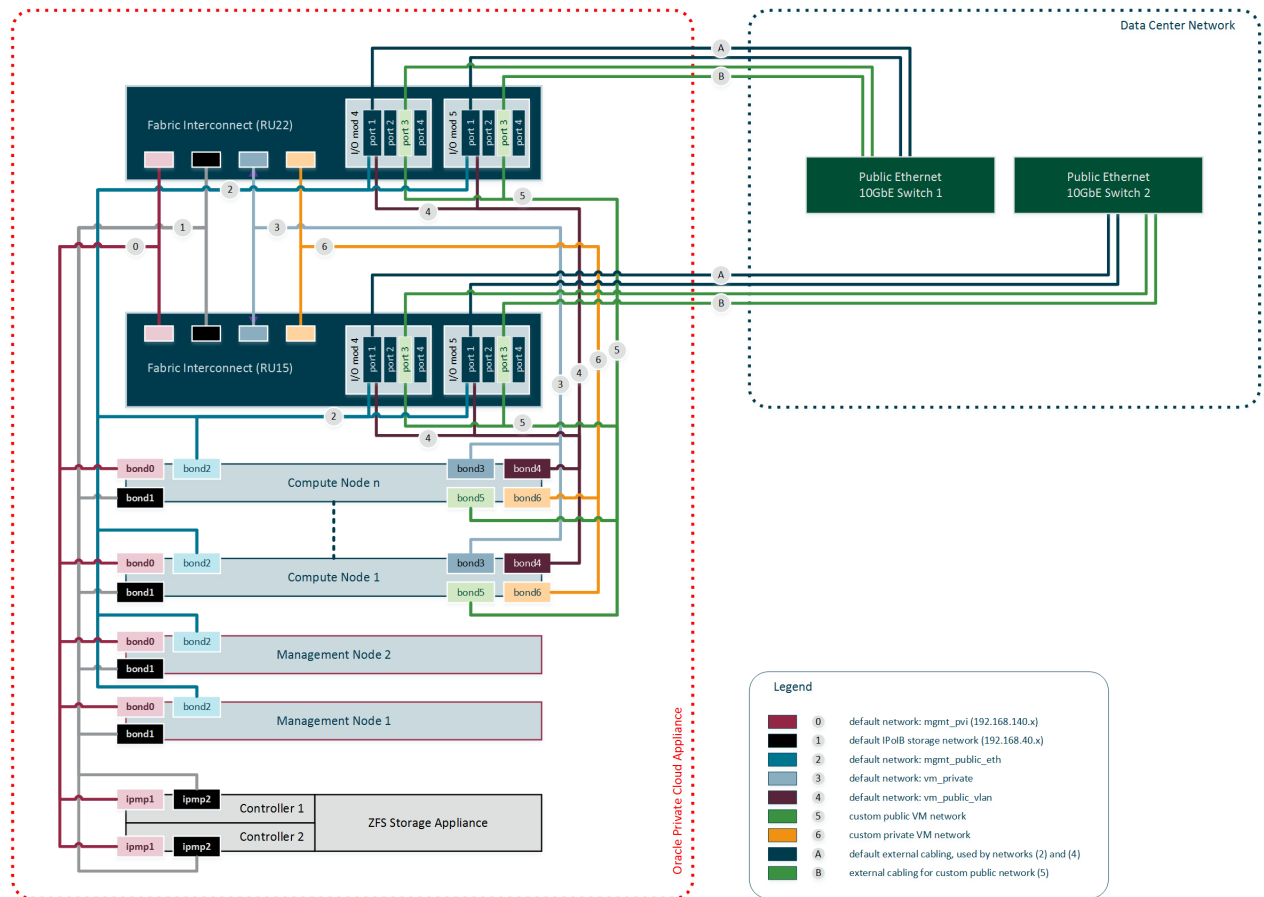 Data Center Network
A
B
Fabric Interconnect (RU22)
I/O mod 4
port 1
port 2
port 3
port 4
I/O mod 5
port 1
port 2
port 3
port 4
Public Ethernet
10GbE Switch 1
Public Ethernet
10GbE Switch 2
2
5
4
1
3
0
6
A
B
Fabric Interconnect (RU15)
I/O mod 4
port 1
port 2
port 3
port 4
I/O mod 5
port 1
port 2
port 3
port 4
5
6
4
3
2
5
4
bond0
bond2
bond1
Compute Node n
bond3
bond4
bond5
bond6
bond0
bond2
bond1
Compute Node 1
bond3
bond4
bond5
bond6
bond0
bond2
bond1
Management Node 2
bond0
bond2
bond1
Management Node 1
ipmp1
ipmp2
Controller 1
Controller 2
ipmp1
ipmp2
ZFS Storage Appliance
Oracle Private Cloud Appliance
Legend
0 default network: mgmt_pvi (192.168.140.x)
1 default IPoIB storage network (192.168.40.x)
2 default network: mgmt_public_eth
3 default network: vm_private
4 default network: vm_public_vlan
5 custom public VM network
6 custom private VM network
A default external cabling, used by networks (2) and (4)
B external cabling for custom public network (5)